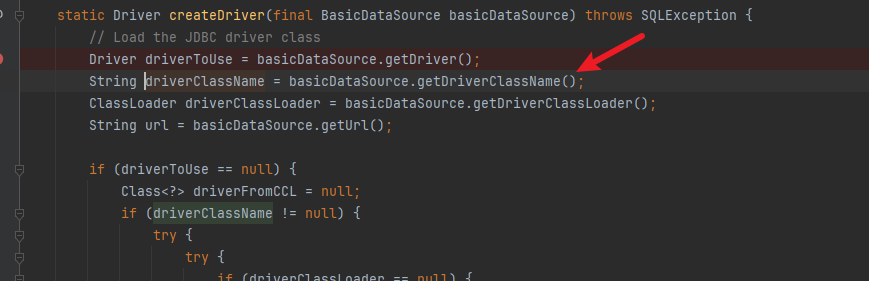 static Driver createDriver(final BasicDataSource basicDataSource) throws SQLException {
// Load the JDBC driver class
Driver driverToUse = basicDataSource.getDriver();
String driverClassName = basicDataSource.getDriverClassName();
ClassLoader driverClassLoader = basicDataSource.getDriverClassLoader();
String url = basicDataSource.getUrl();
if (driverToUse == null) {
Class<?> driverFromCCL = null;
if (driverClassName != null) {
try {
try {
if (driverClassLoader == null) {